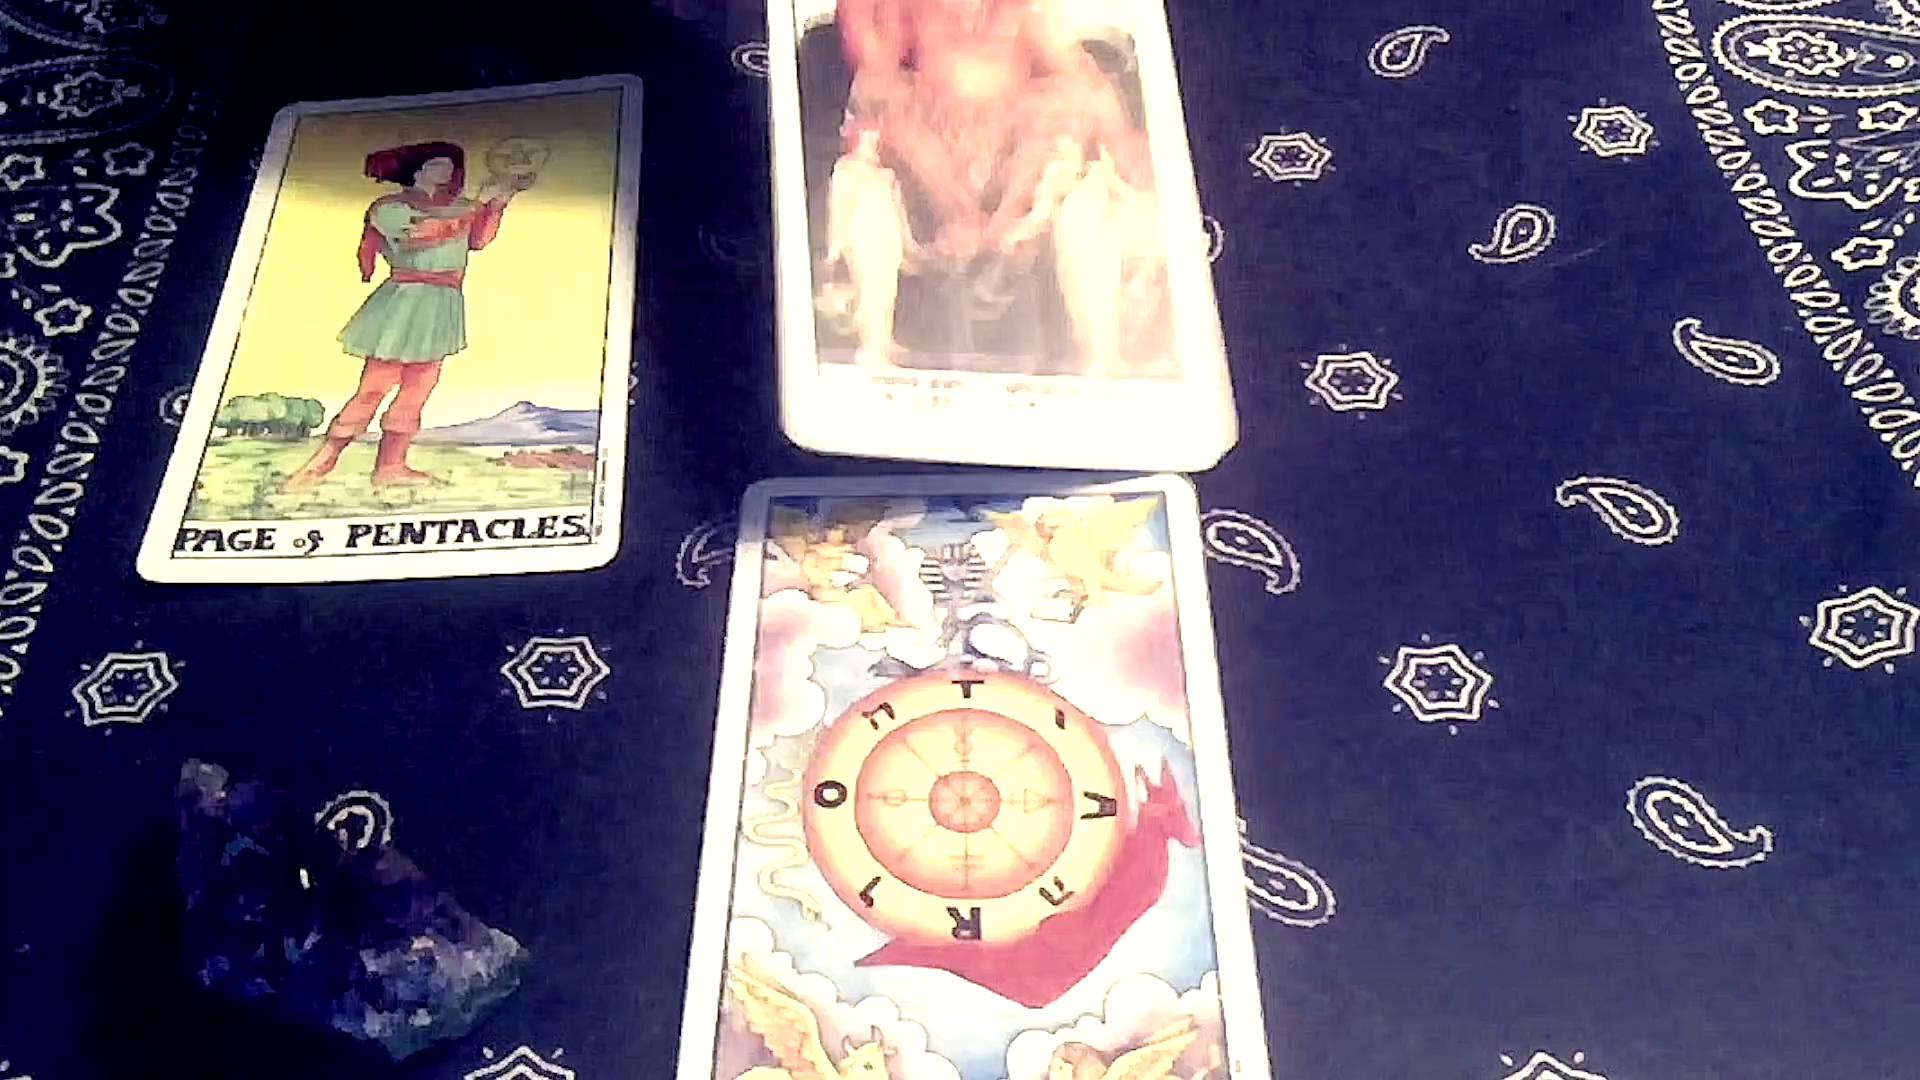 PAGE of PENTACLES
T
A
R
O
י
ה
ו
ה